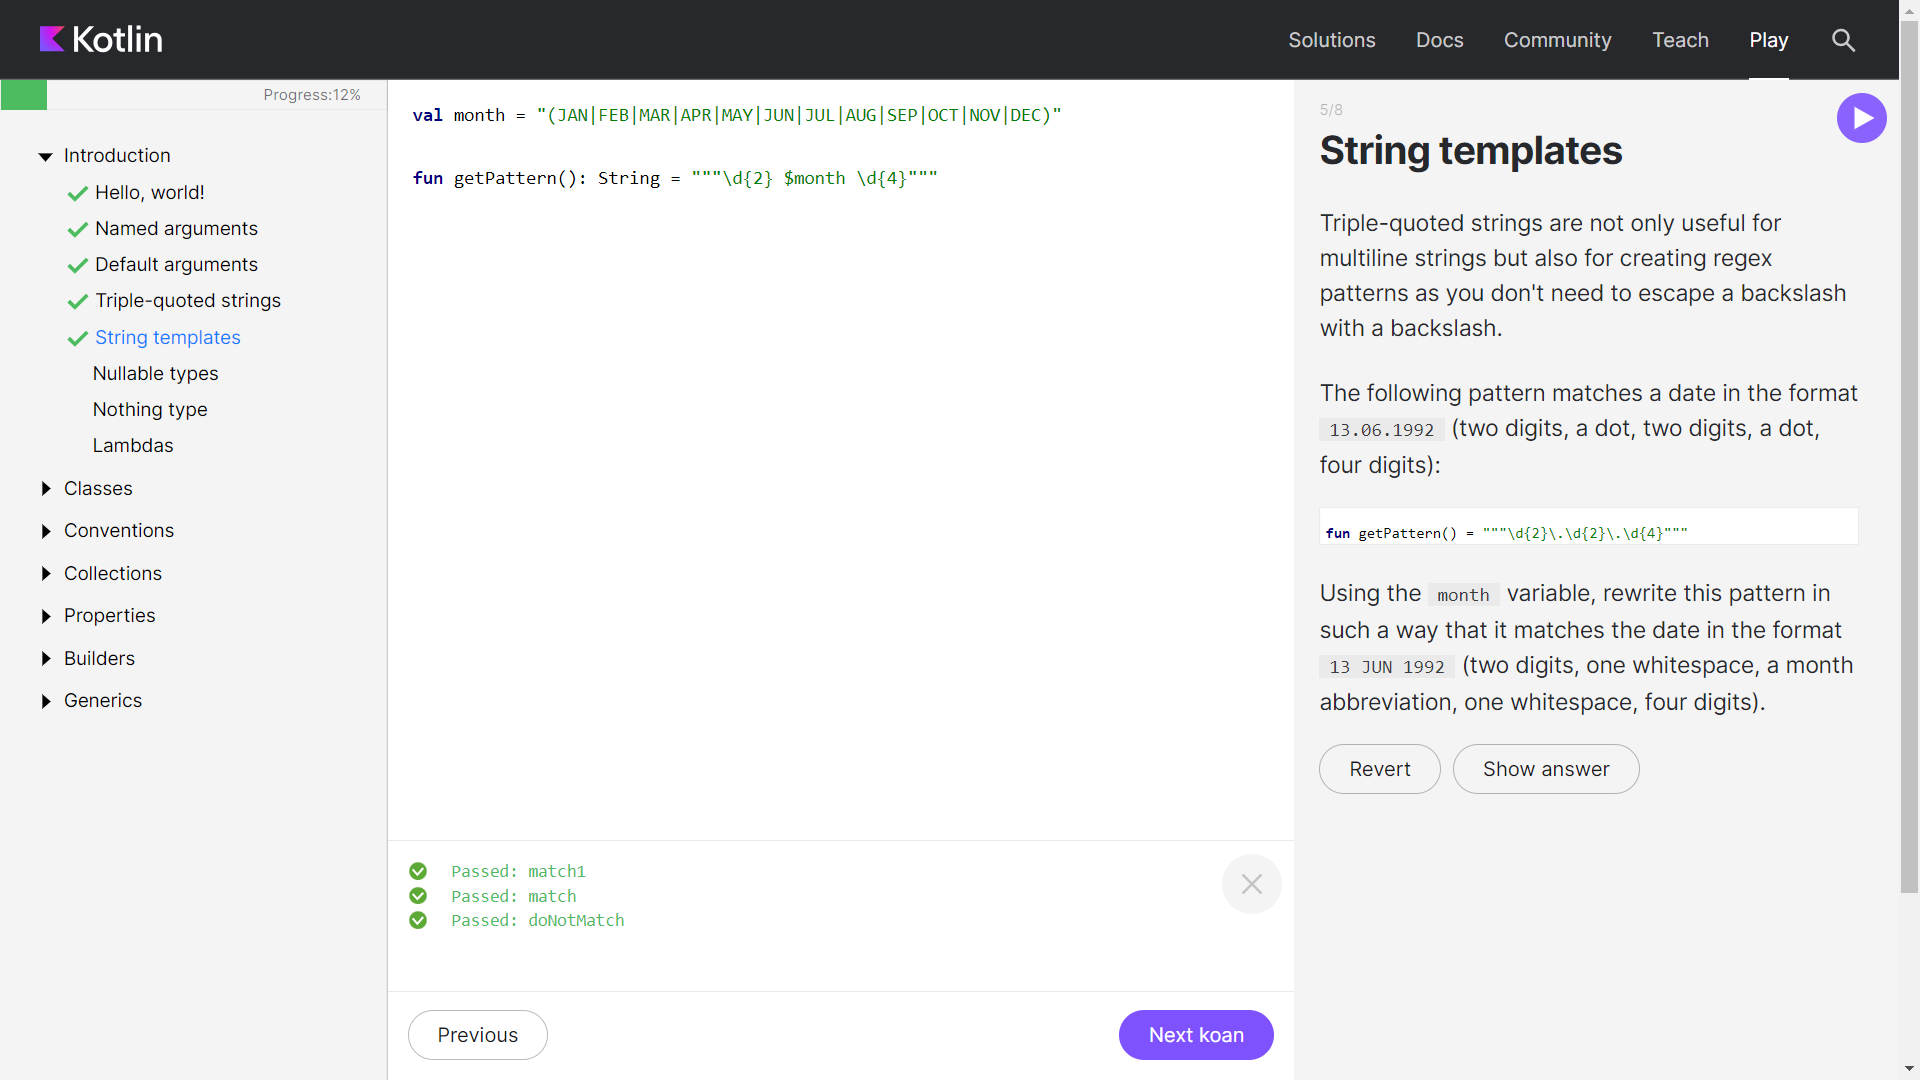 Kotlin
Solutions
Docs
Community
Teach
Play
Progress:12%
Introduction
Hello, world!
Named arguments
Default arguments
Triple-quoted strings
String templates
Nullable types
Nothing type
Lambdas
Classes
Conventions
Collections
Properties
Builders
Generics
val month = "(JAN|FEB|MAR|APR|MAY|JUN|JUL|AUG|SEP|OCT|NOV|DEC)"
fun getPattern(): String = """\d{2} $month \d{4}"""
Passed: match1
Passed: match
Passed: doNotMatch
Previous
Next koan
5/8
String templates
Triple-quoted strings are not only useful for
multiline strings but also for creating regex
patterns as you don't need to escape a backslash
with a backslash.
The following pattern matches a date in the format
13.06.1992 (two digits, a dot, two digits, a dot,
four digits):
fun getPattern() = """\d{2}\.\d{2}\.\d{4}"""
Using the month variable, rewrite this pattern in
such a way that it matches the date in the format
13 JUN 1992 (two digits, one whitespace, a month
abbreviation, one whitespace, four digits).
Revert
Show answer